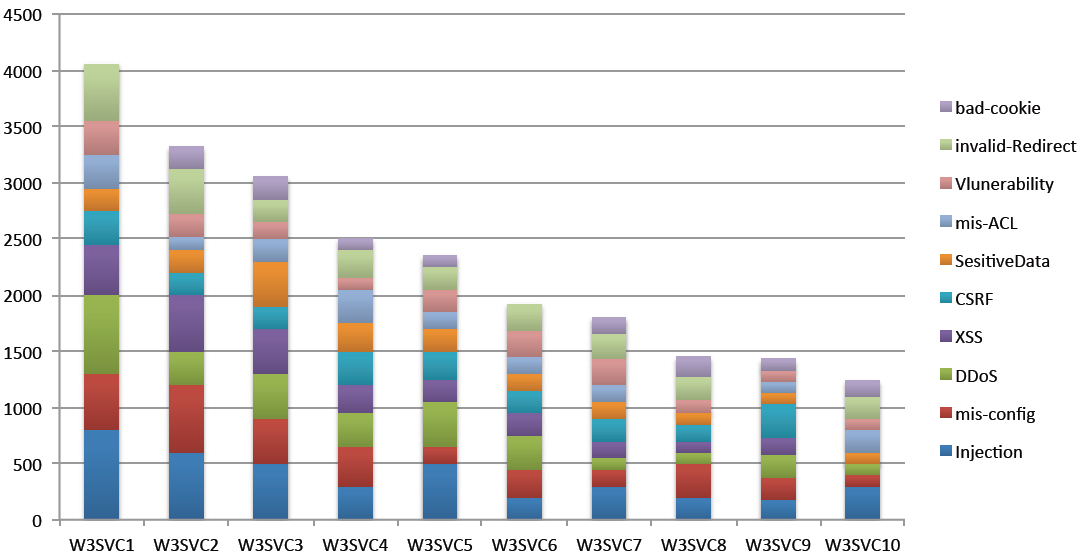 4500
4000
3500
3000
2500
2000
1500
1000
500
0
W3SVC1 W3SVC2 W3SVC3 W3SVC4 W3SVC5 W3SVC6 W3SVC7 W3SVC8 W3SVC9 W3SVC10
bad-cookie
invalid-Redirect
Vlunerability
mis-ACL
SesitiveData
CSRF
XSS
DDoS
mis-config
Injection